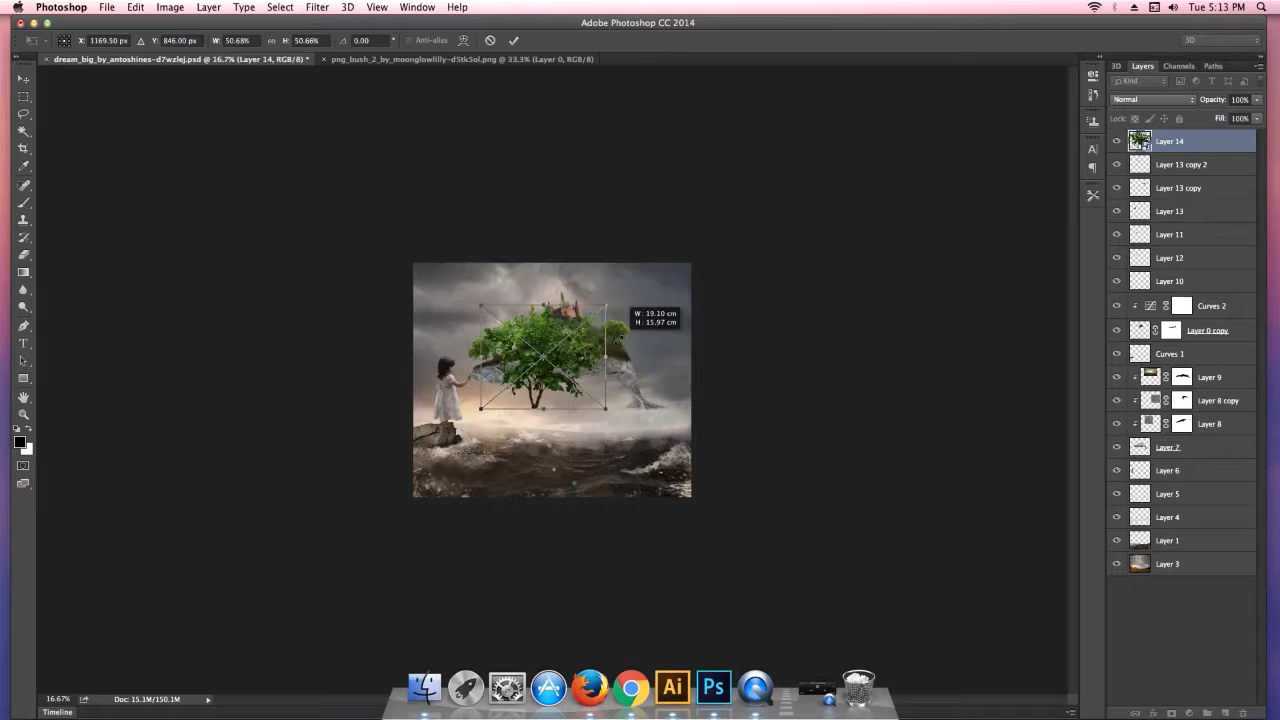 Photoshop File Edit Image Layer Type Select Filter 3D View Window Help Tue 5:13 PM
Adobe Photoshop CC 2014
X: 1169.50 px Y: 846.00 px W: 50.68% H: 50.66% 0.00 ° Anti-alias 3D
dream_big_by_antoshines-d7wzlej.psd @ 16.7% (Layer 14, RGB/8) * png_bush_2_by_moonglowlilly-d5tk5ol.png @ 33.3% (Layer 0, RGB/8)
3D Layers Channels Paths
Kind
Normal Opacity: 100%
Lock: Fill: 100%
Layer 14
Layer 13 copy 2
Layer 13 copy
Layer 13
Layer 11
Layer 12
Layer 10
Curves 2
Layer 0 copy
Curves 1
Layer 9
Layer 8 copy
Layer 8
Layer 7
Layer 6
Layer 5
Layer 4
Layer 1
Layer 3
W: 19.10 cm
H: 15.97 cm
16.67% Doc: 15.1M/150.1M
Timeline
Ai Ps